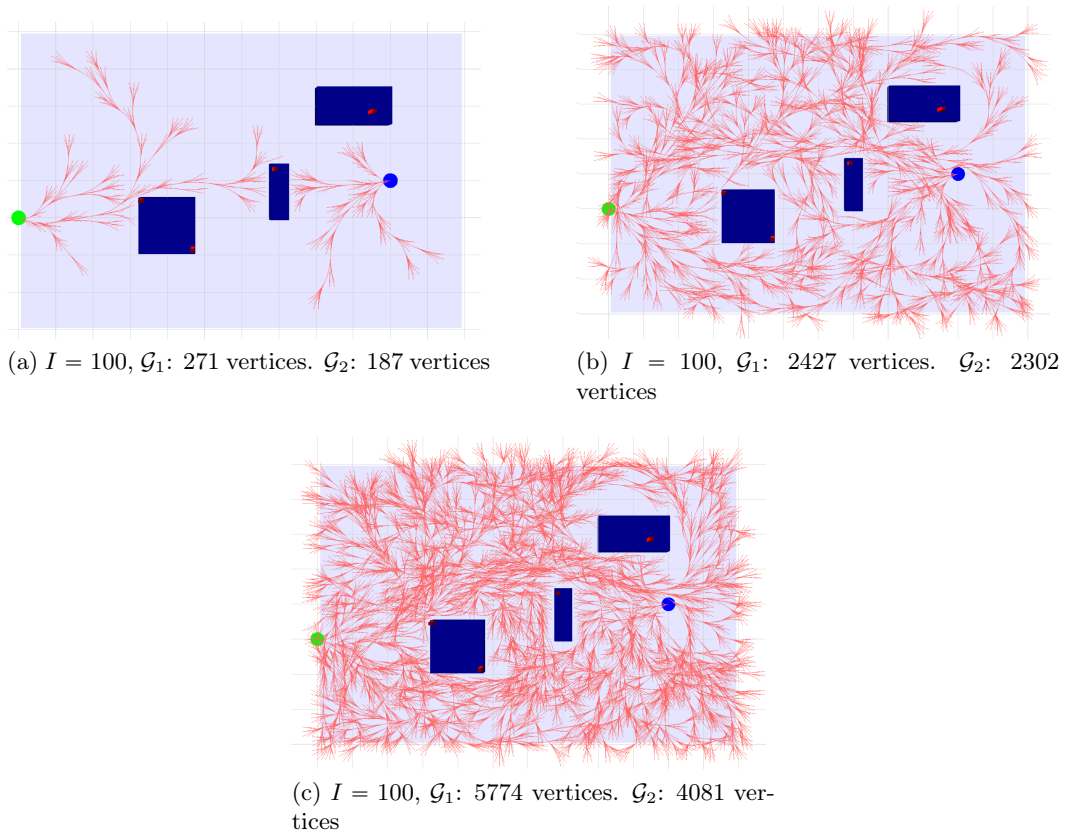 (a) I = 100, 𝒢₁: 271 vertices. 𝒢₂: 187 vertices
(b) I = 100, 𝒢₁: 2427 vertices. 𝒢₂: 2302
vertices
(c) I = 100, 𝒢₁: 5774 vertices. 𝒢₂: 4081 ver-
tices